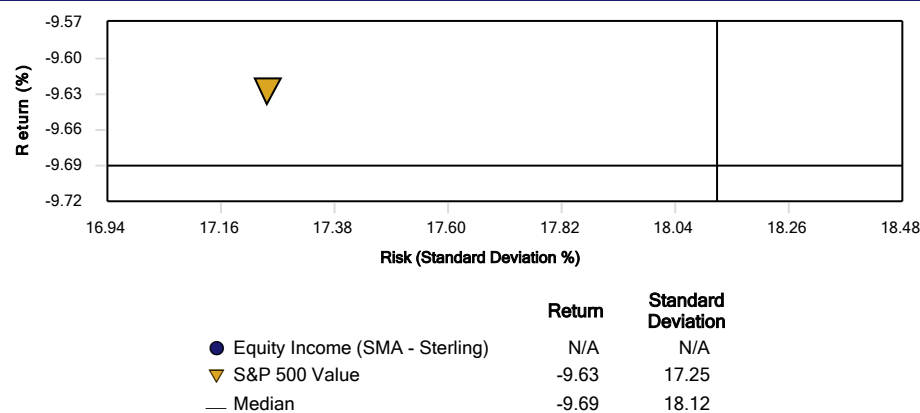 -9.57
-9.60
-9.63
-9.66
-9.69
-9.72
Return (%)
16.94 17.16 17.38 17.60 17.82 18.04 18.26 18.48
Risk (Standard Deviation %)
Return Standard Deviation
Equity Income (SMA - Sterling) N/A N/A
S&P 500 Value -9.63 17.25
Median -9.69 18.12